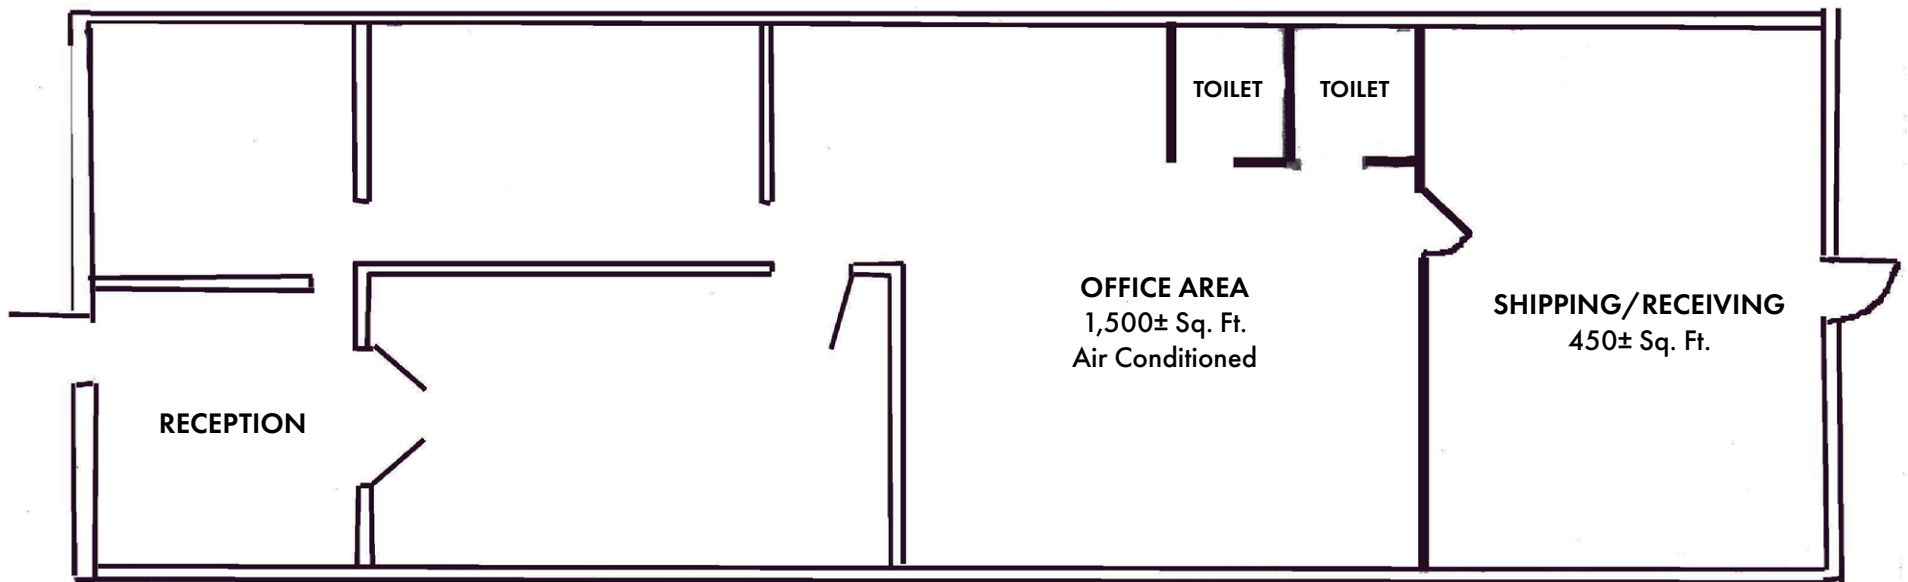 TOILET
TOILET
OFFICE AREA
1,500± Sq. Ft.
Air Conditioned
SHIPPING/RECEIVING
450± Sq. Ft.
RECEPTION